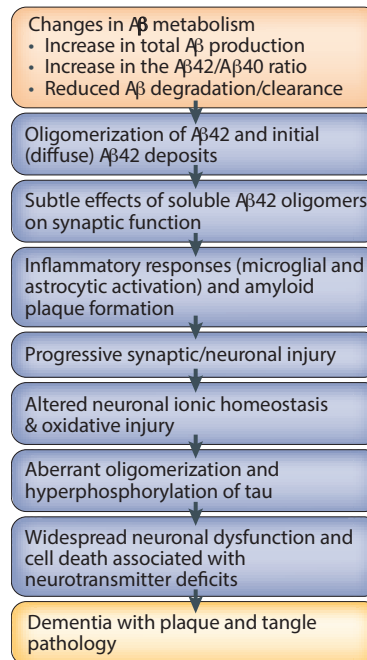 Changes in Aβ metabolism
• Increase in total Aβ production
• Increase in the Aβ42/Aβ40 ratio
• Reduced Aβ degradation/clearance
Oligomerization of Aβ42 and initial
(diffuse) Aβ42 deposits
Subtle effects of soluble Aβ42 oligomers
on synaptic function
Inflammatory responses (microglial and
astrocytic activation) and amyloid
plaque formation
Progressive synaptic/neuronal injury
Altered neuronal ionic homeostasis
& oxidative injury
Aberrant oligomerization and
hyperphosphorylation of tau
Widespread neuronal dysfunction and
cell death associated with
neurotransmitter deficits
Dementia with plaque and tangle
pathology